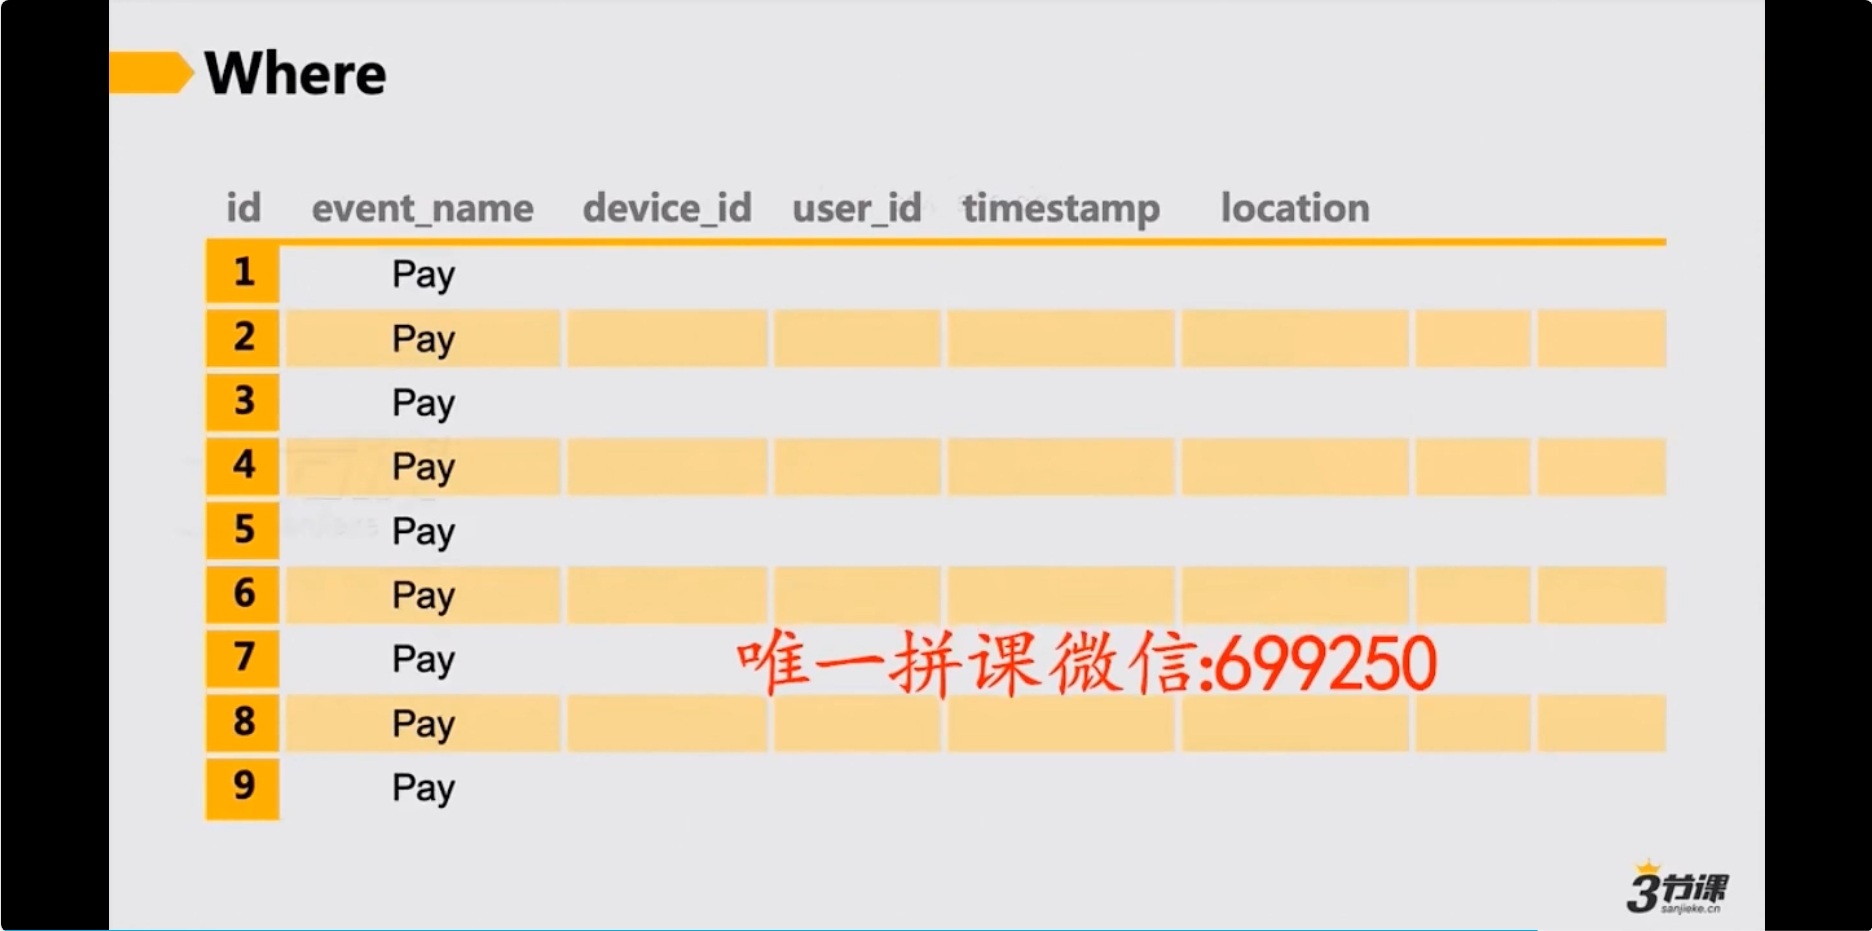 Where
id event_name device_id user_id timestamp location
1 Pay
2 Pay
3 Pay
4 Pay
5 Pay
6 Pay
7 Pay
唯一拼课微信:699250
8 Pay
9 Pay
3节课
sanjieke.cn